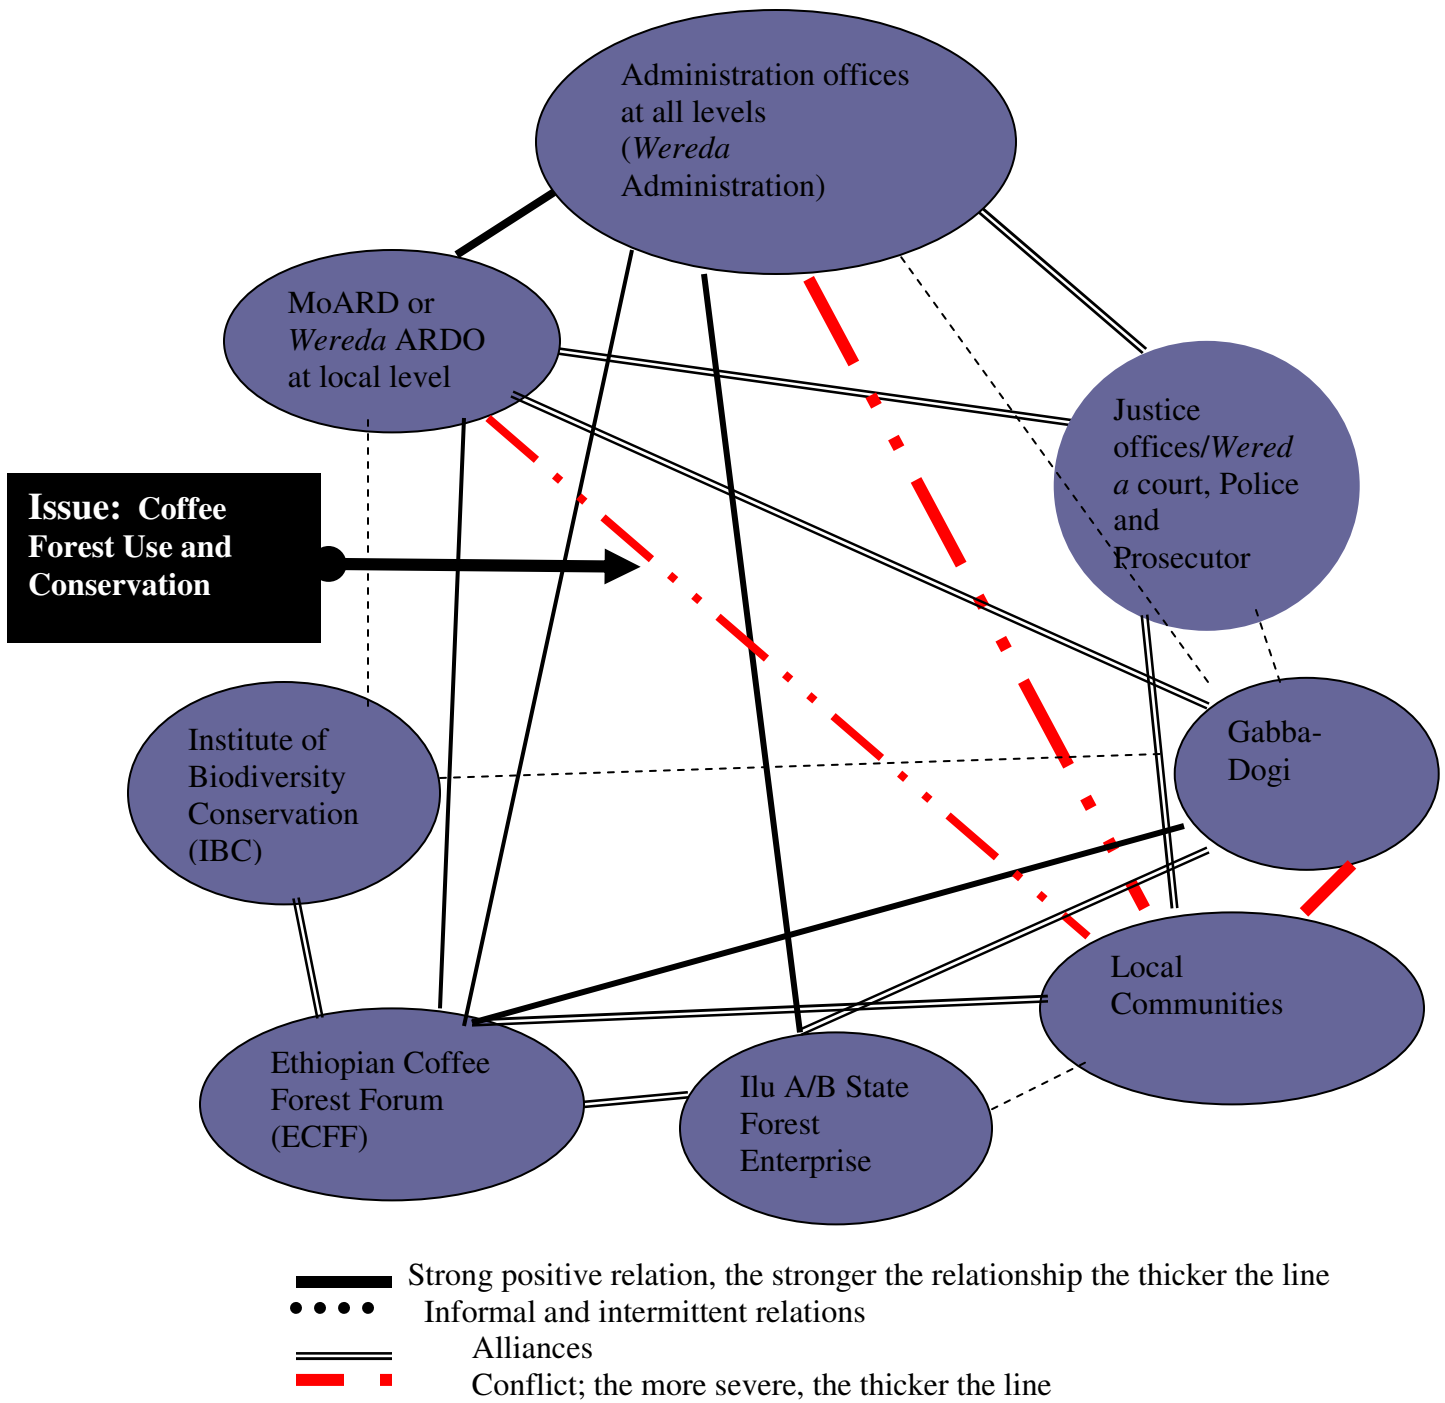 Administration offices
at all levels
(Wereda
Administration)
MoARD or
Wereda ARDO
at local level
Justice
offices/Wered
a court, Police
and
Prosecutor
Issue: Coffee
Forest Use and
Conservation
Institute of
Biodiversity
Conservation
(IBC)
Gabba-
Dogi
Local
Communities
Ethiopian Coffee
Forest Forum
(ECFF)
Ilu A/B State
Forest
Enterprise
Strong positive relation, the stronger the relationship the thicker the line
Informal and intermittent relations
Alliances
Conflict; the more severe, the thicker the line